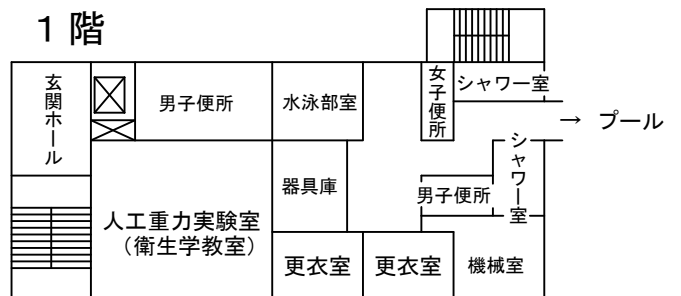 1階
玄関ホール
男子便所
水泳部室
女子便所
シャワー室
→ プール
シャワー室
器具庫
男子便所
人工重力実験室
(衛生学教室)
更衣室
更衣室
機械室